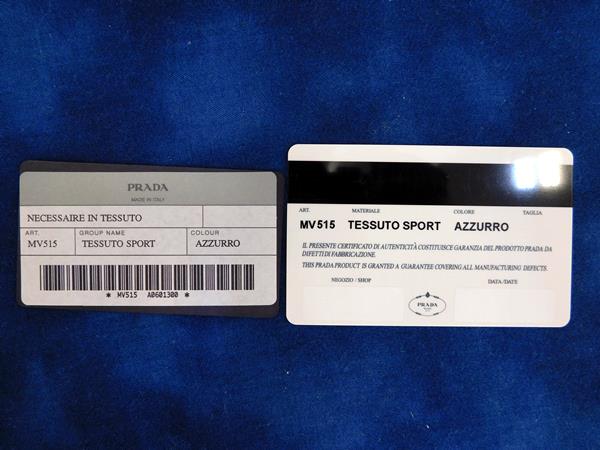 PRADA
MADE IN ITALY
NECESSAIRE IN TESSUTO
ART. GROUP NAME COLOUR
MV515 TESSUTO SPORT AZZURRO
* MV515 A0601300 *
ART. MATERIALE COLORE TAGLIA
MV515 TESSUTO SPORT AZZURRO
IL PRESENTE CERTIFICATO DI AUTENTICITÀ COSTITUISCE GARANZIA DEL PRODOTTO PRADA DA
DIFETTI DI FABBRICAZIONE.
THIS PRADA PRODUCT IS GRANTED A GUARANTEE COVERING ALL MANUFACTURING DEFECTS.
NEGOZIO / SHOP DATA/DATE
PRADA